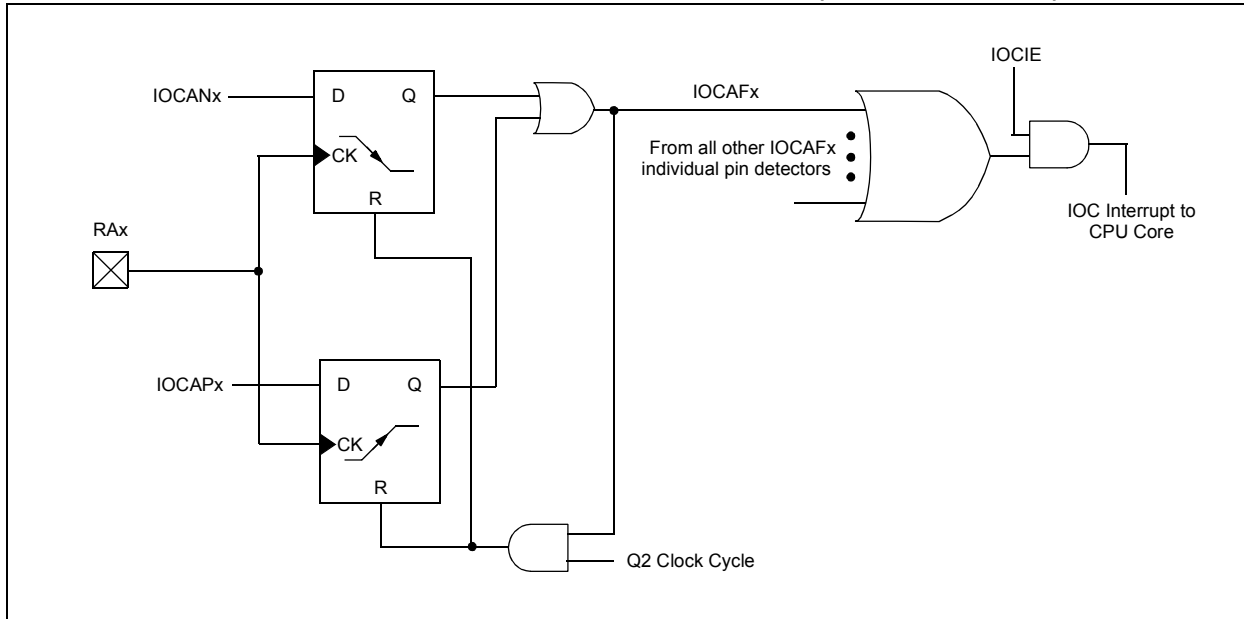 IOCIE
IOCANx
D
Q
IOCAFx
CK
From all other IOCAFx
individual pin detectors
R
IOC Interrupt to
CPU Core
RAx
IOCAPx
D
Q
CK
R
Q2 Clock Cycle